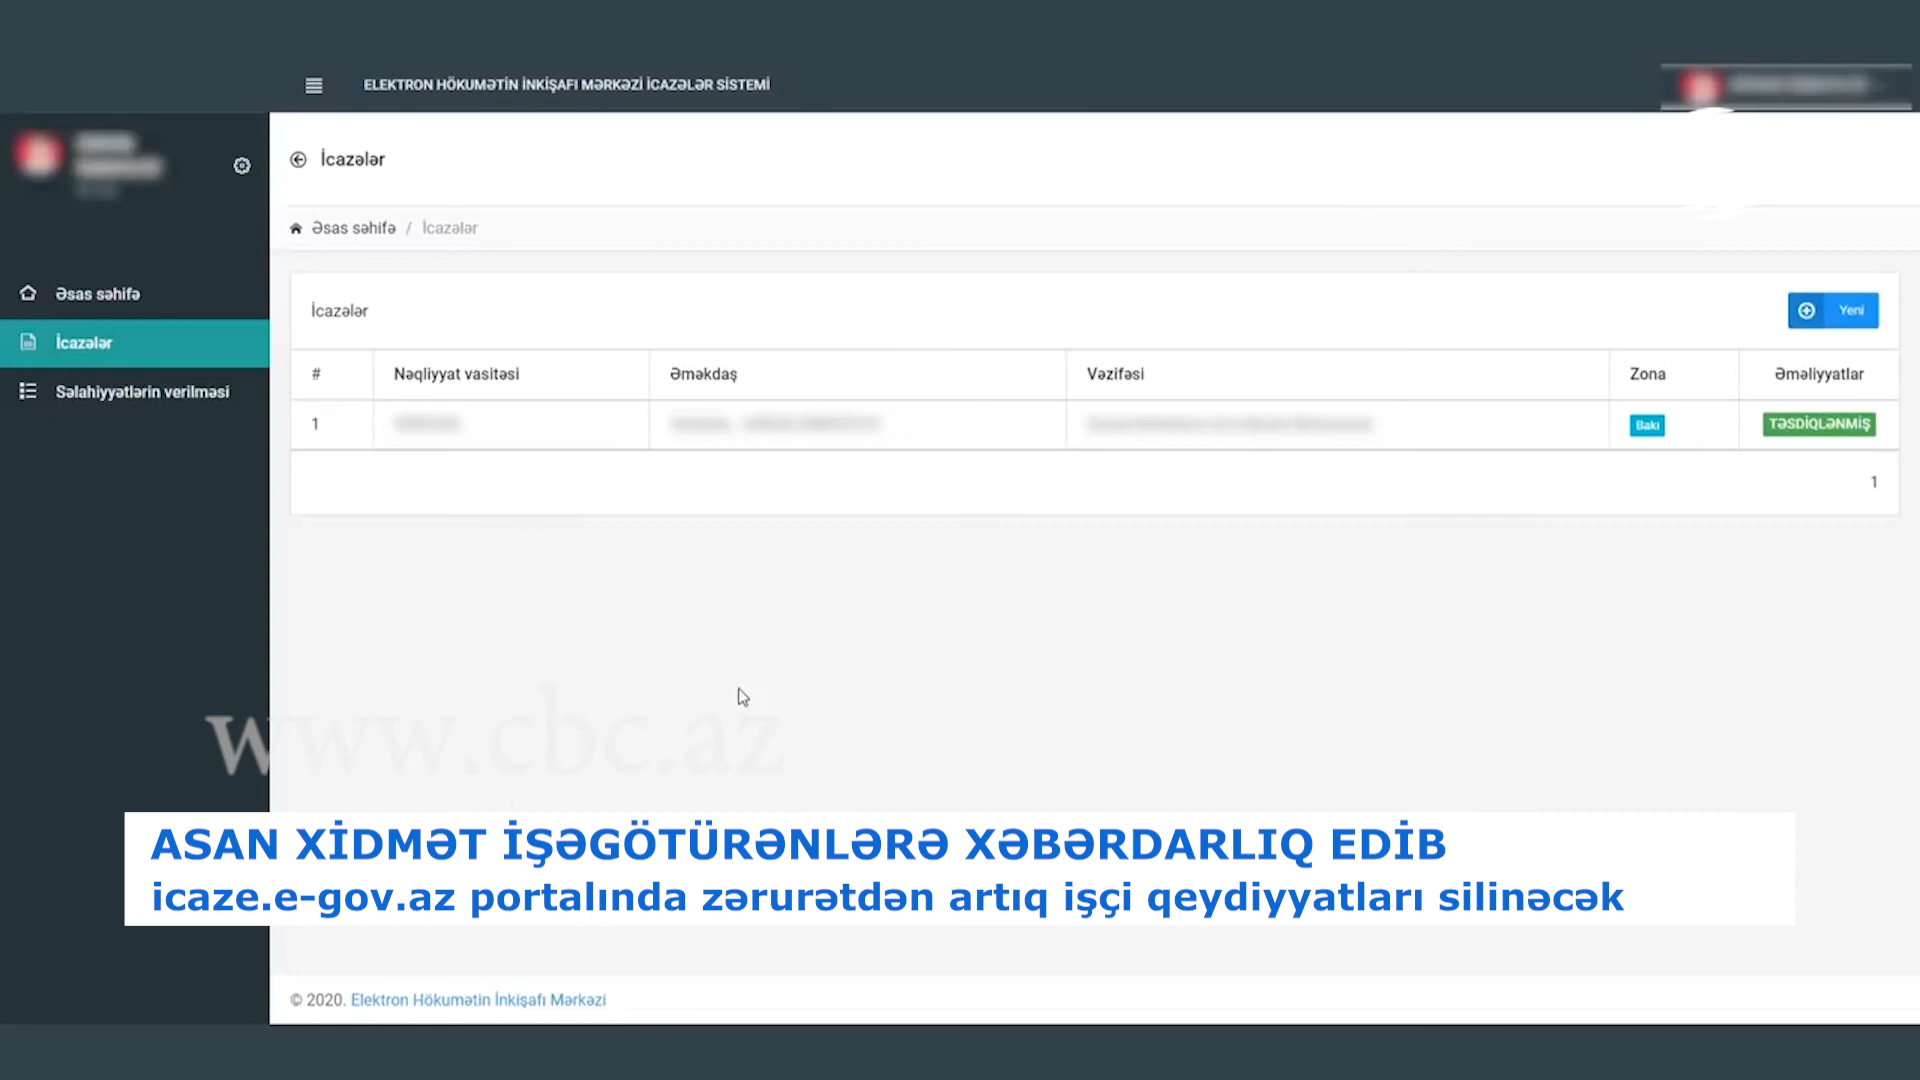 ELEKTRON HÖKUMƏTİN İNKİŞAFI MƏRKƏZİ İCAZƏLƏR SİSTEMİ
İcazələr
Əsas səhifə / İcazələr
Əsas səhifə
İcazələr
Səlahiyyətlərin verilməsi
İcazələr
Yeni
# Nəqliyyat vasitəsi Əməkdaş Vəzifəsi Zona Əməliyyatlar
1 Bakı TƏSDİQLƏNMİŞ
1
www.cbc.az
ASAN XİDMƏT İŞƏGÖTÜRƏNLƏRƏ XƏBƏRDARLIQ EDİB
icaze.e-gov.az portalında zərurətdən artıq işçi qeydiyyatları silinəcək
© 2020. Elektron Hökumətin İnkişafı Mərkəzi